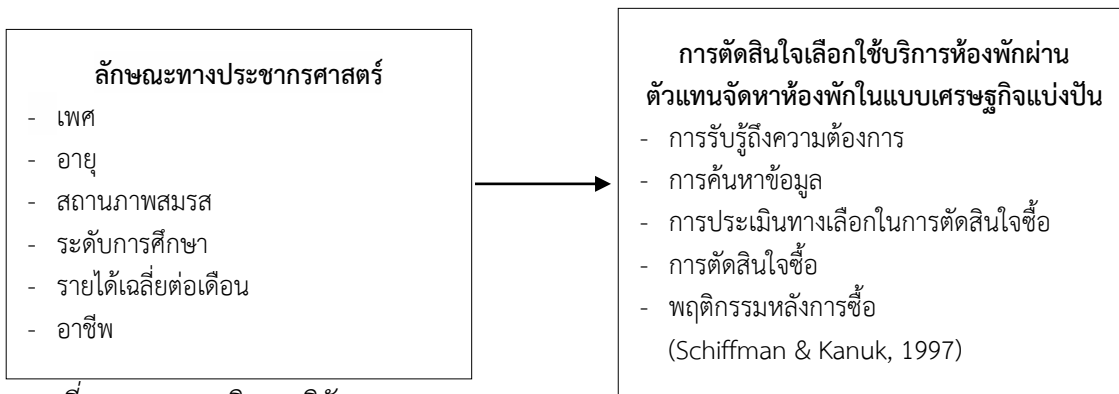 ลักษณะทางประชากรศาสตร์
- เพศ
- อายุ
- สถานภาพสมรส
- ระดับการศึกษา
- รายได้เฉลี่ยต่อเดือน
- อาชีพ
การตัดสินใจเลือกใช้บริการห้องพักผ่าน
ตัวแทนจัดหาห้องพักในแบบเศรษฐกิจแบ่งปัน
- การรับรู้ถึงความต้องการ
- การค้นหาข้อมูล
- การประเมินทางเลือกในการตัดสินใจซื้อ
- การตัดสินใจซื้อ
- พฤติกรรมหลังการซื้อ
(Schiffman & Kanuk, 1997)